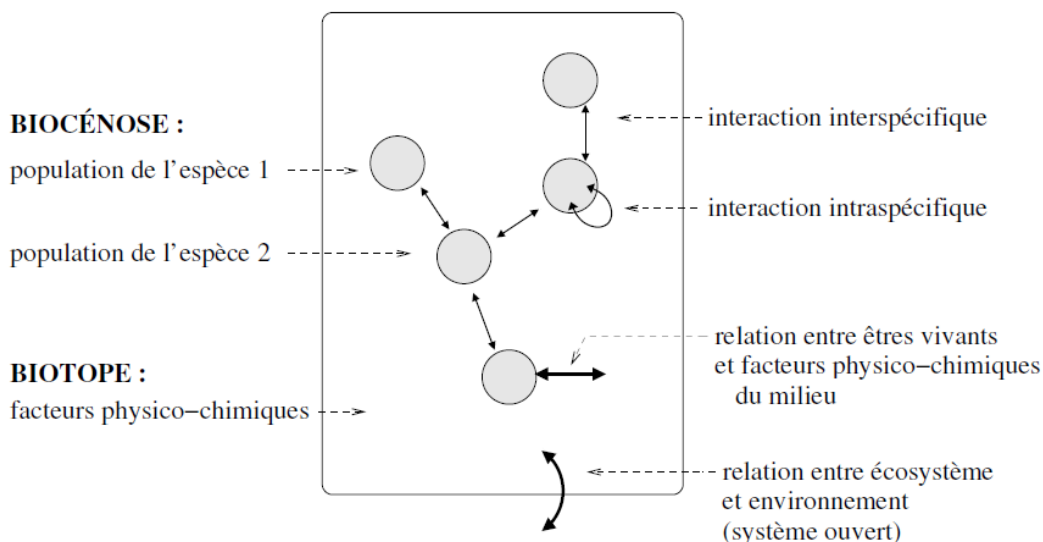 BIOCÉNOSE :
population de l'espèce 1
population de l'espèce 2
BIOTOPE :
facteurs physico−chimiques
interaction interspécifique
interaction intraspécifique
relation entre êtres vivants
et facteurs physico−chimiques
du milieu
relation entre écosystème
et environnement
(système ouvert)